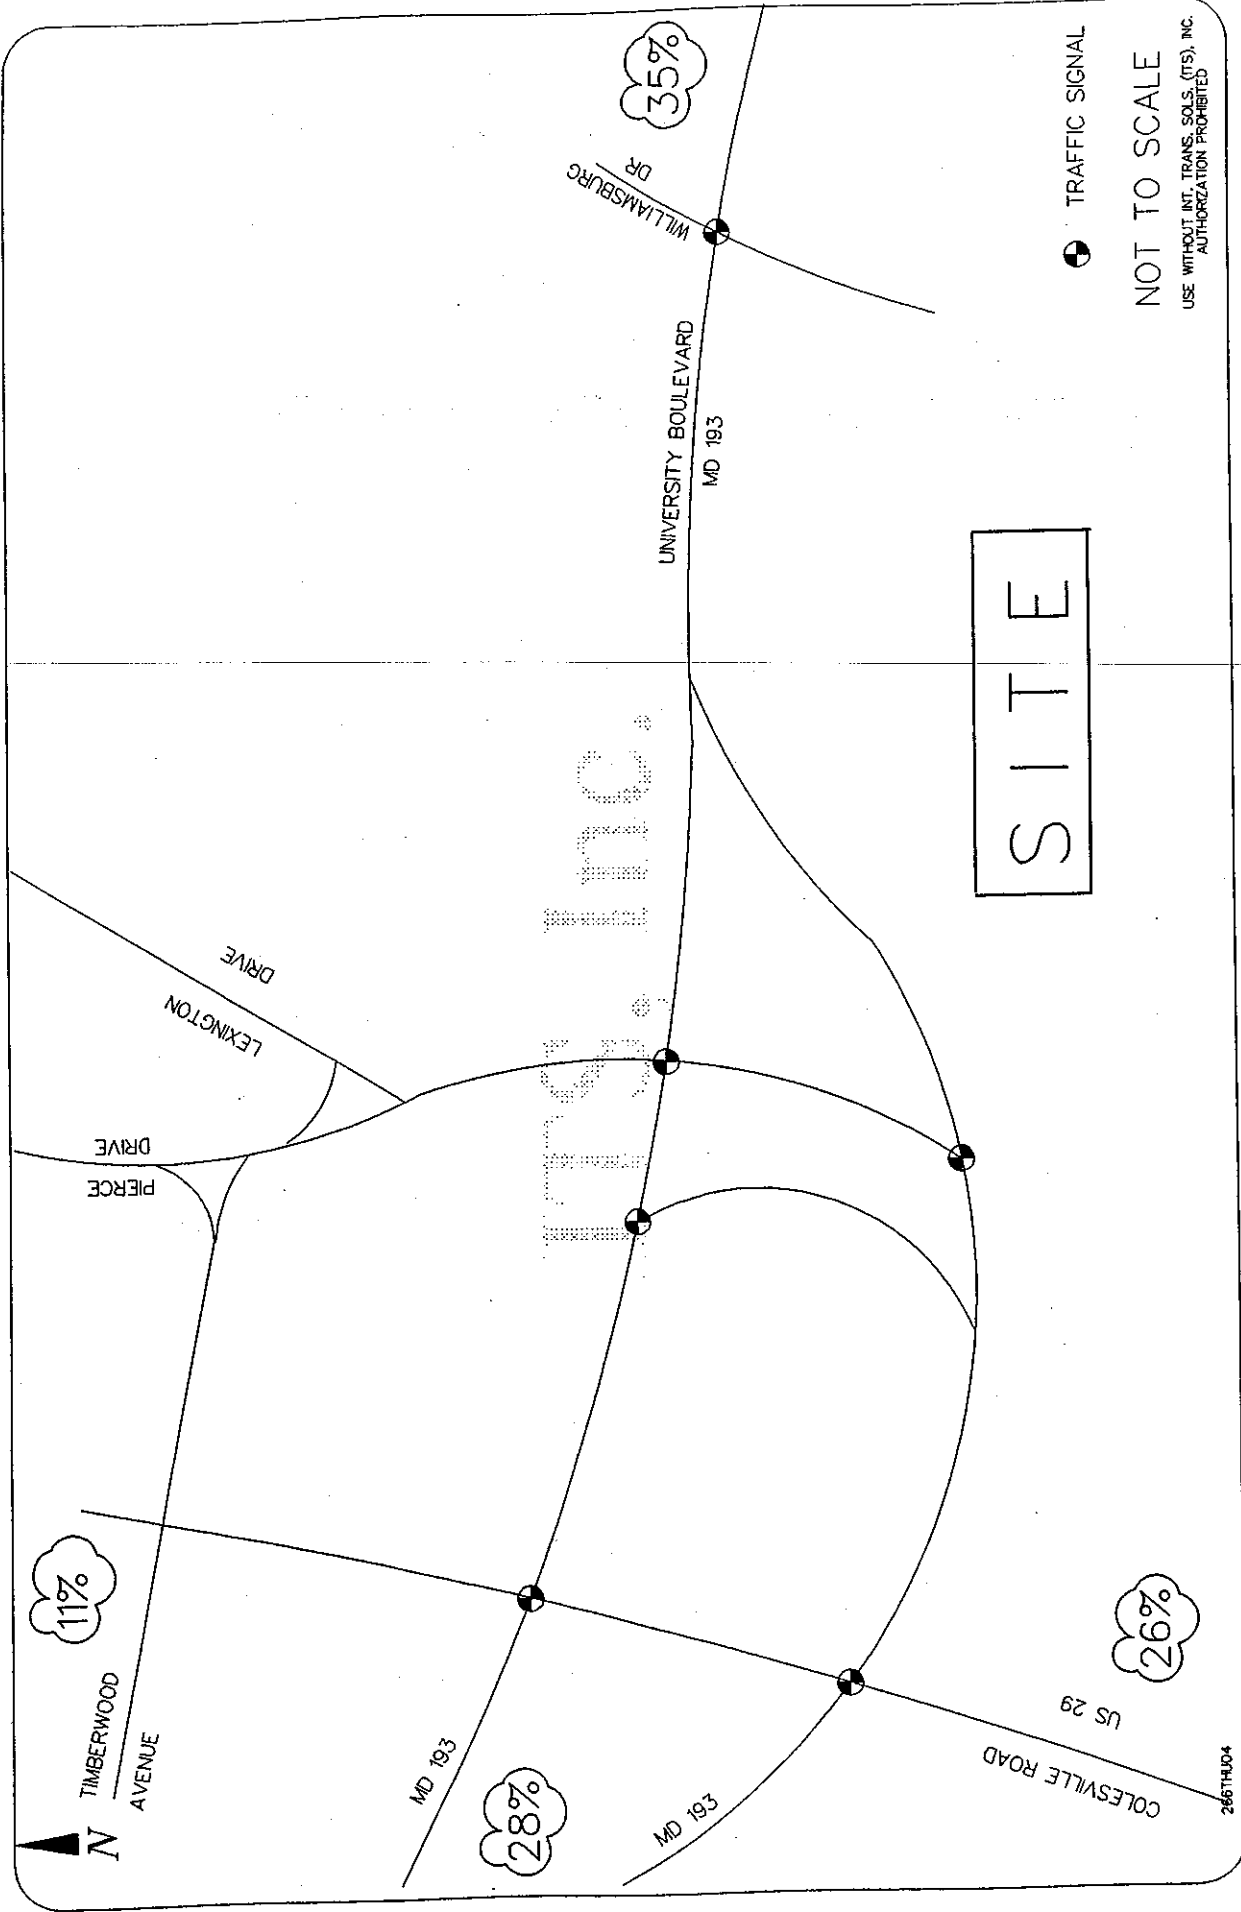 N
TIMBERWOOD
AVENUE
11%
PIERCE
DRIVE
LEXINGTON
DRIVE
MD 193
28%
MD 193
ITS, Inc.
UNIVERSITY BOULEVARD
MD 193
WILLIAMSBURG
DR
35%
COLESVILLE ROAD
US 29
26%
SITE
TRAFFIC SIGNAL
NOT TO SCALE
USE WITHOUT INT. TRANS. SOLS. (ITS), INC.
AUTHORIZATION PROHIBITED
266THU04